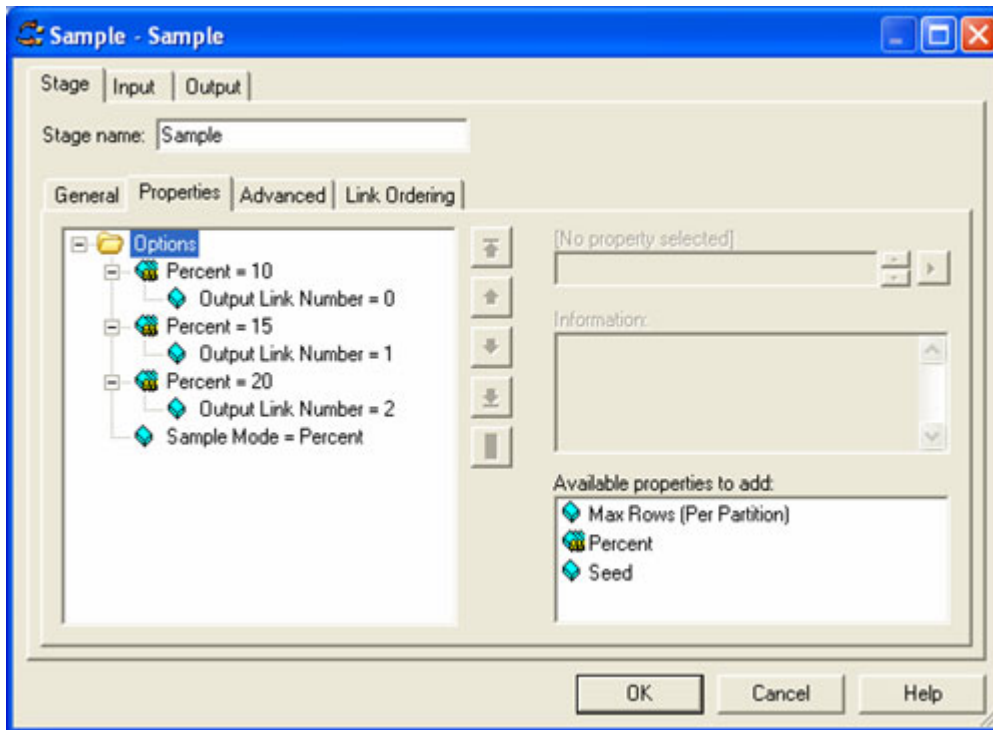 Sample - Sample
Stage Input Output
Stage name: Sample
General Properties Advanced Link Ordering
Options
Percent = 10
Output Link Number = 0
Percent = 15
Output Link Number = 1
Percent = 20
Output Link Number = 2
Sample Mode = Percent
[No property selected]
Information:
Available properties to add:
Max Rows (Per Partition)
Percent
Seed
OK Cancel Help